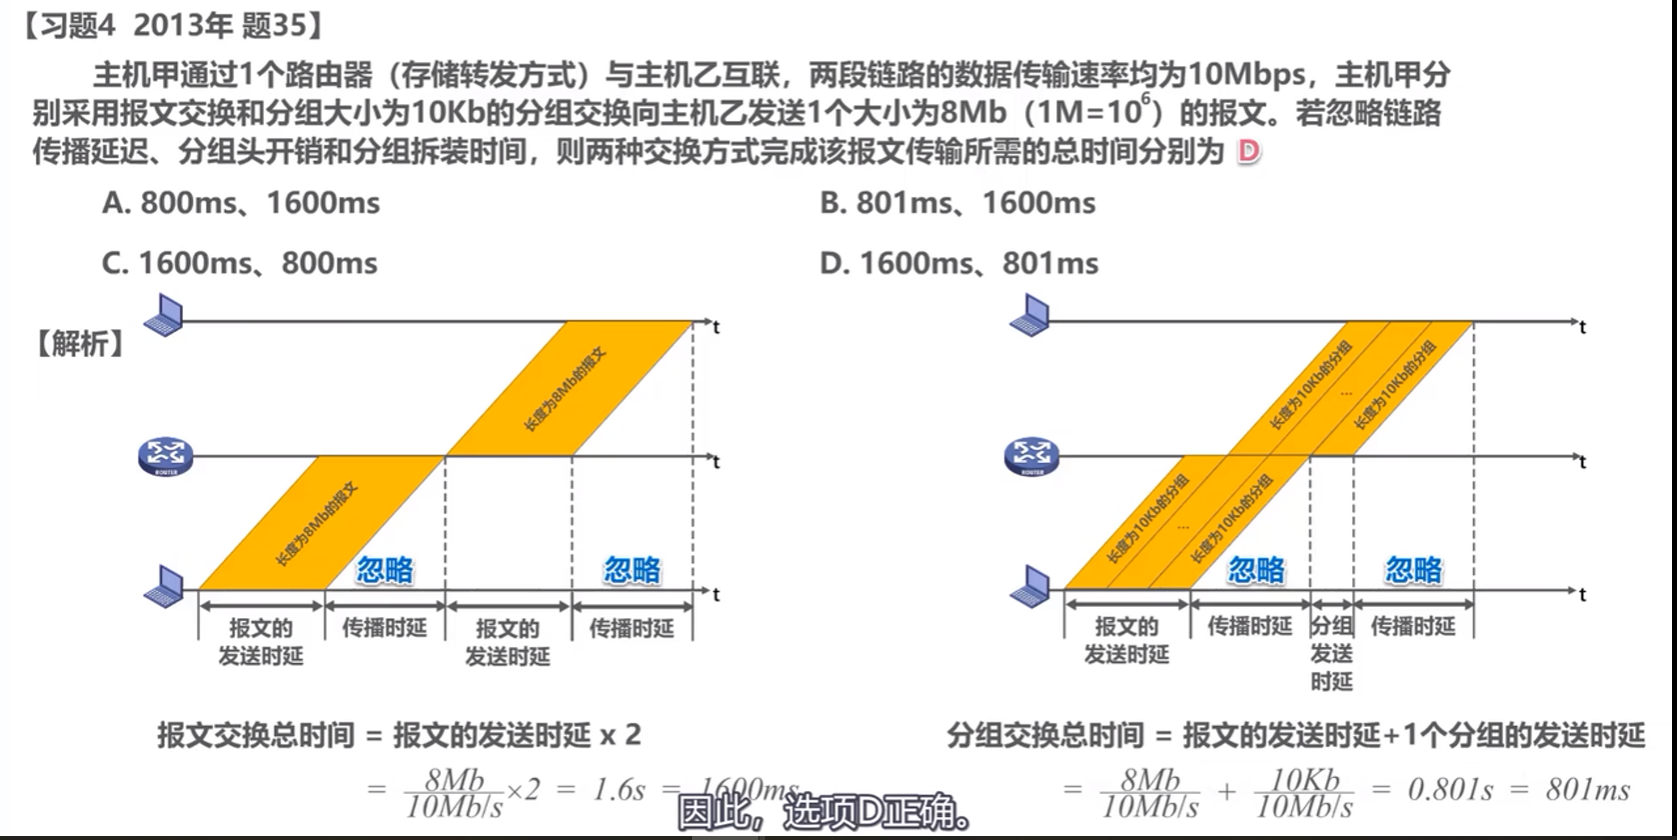 【习题4 2013年 题35】
主机甲通过1个路由器（存储转发方式）与主机乙互联，两段链路的数据传输速率均为10Mbps，主机甲分
别采用报文交换和分组大小为10Kb的分组交换向主机乙发送1个大小为8Mb（1M=10⁶）的报文。若忽略链路
传播延迟、分组头开销和分组拆装时间，则两种交换方式完成该报文传输所需的总时间分别为 D
A. 800ms、1600ms
B. 801ms、1600ms
C. 1600ms、800ms
D. 1600ms、801ms
【解析】
t
长度为8Mb的报文
ROUTER
t
长度为8Mb的报文
忽略
忽略
t
报文的
发送时延
传播时延
报文的
发送时延
传播时延
报文交换总时间 = 报文的发送时延 x 2
= 8Mb/10Mb/s ×2 = 1.6s = 1600ms
t
长度为10Kb的分组
...
长度为10Kb的分组
ROUTER
t
长度为10Kb的分组
...
长度为10Kb的分组
忽略
忽略
t
报文的
发送时延
传播时延
分组
发送
时延
传播时延
分组交换总时间 = 报文的发送时延+1个分组的发送时延
= 8Mb/10Mb/s + 10Kb/10Mb/s = 0.801s = 801ms
因此，选项D正确。